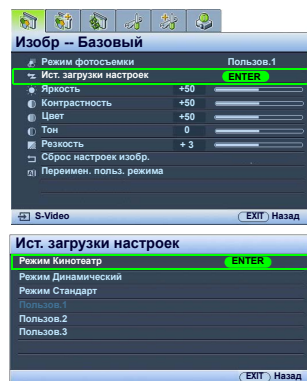 Изобр -- Базовый
Режим фотосъемки Пользов.1
Ист. загрузки настроек ENTER
Яркость +50
Контрастность +50
Цвет +50
Тон 0
Резкость + 3
Сброс настроек изобр.
Переимен. польз. режима
S-Video EXIT Назад
Ист. загрузки настроек
Режим Кинотеатр ENTER
Режим Динамический
Режим Стандарт
Пользов.1
Пользов.2
Пользов.3
EXIT Назад